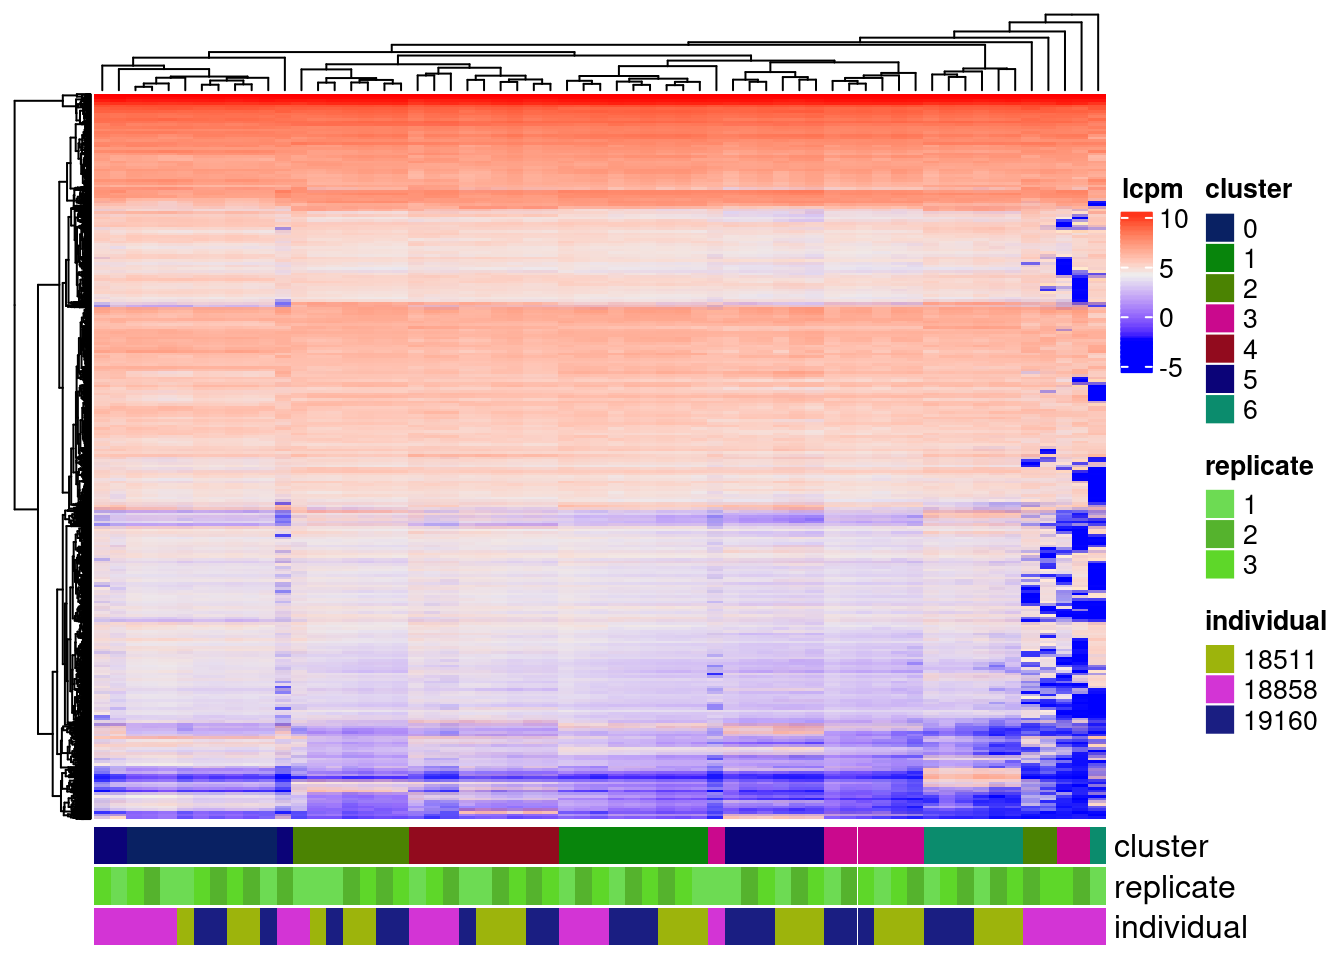 lcpm
10
5
0
-5
cluster
0
1
2
3
4
5
6
replicate
1
2
3
individual
18511
18858
19160
cluster
replicate
individual